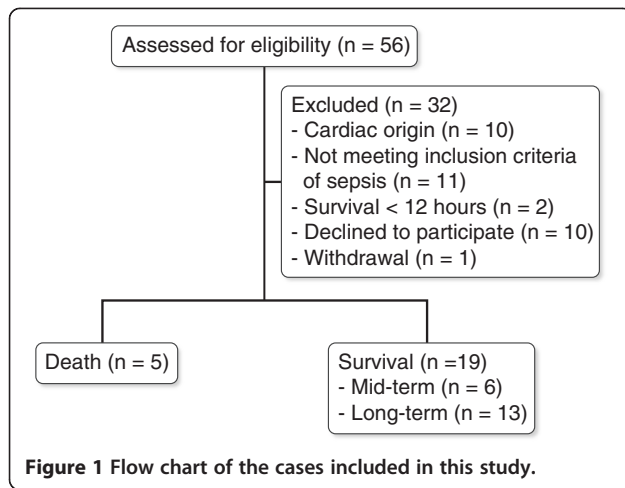 Assessed for eligibility (n = 56)
Excluded (n = 32)
- Cardiac origin (n = 10)
- Not meeting inclusion criteria
of sepsis (n = 11)
- Survival < 12 hours (n = 2)
- Declined to participate (n = 10)
- Withdrawal (n = 1)
Death (n = 5)
Survival (n =19)
- Mid-term (n = 6)
- Long-term (n = 13)
Figure 1 Flow chart of the cases included in this study.